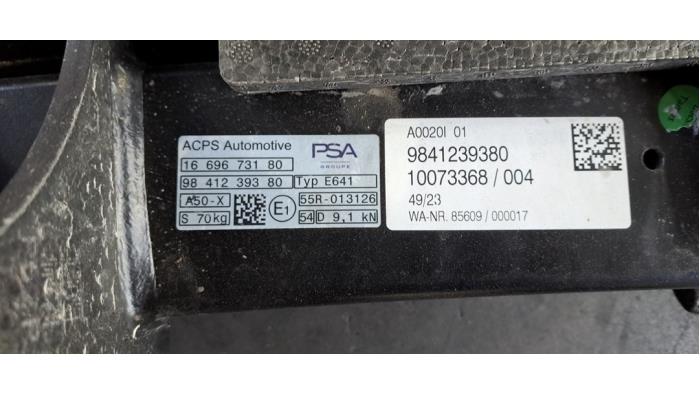 ACPS Automotive
PSA
GROUPE
16 696 731 80
98 412 393 80 Typ E641
A50-X E1 55R-013126
S 70kg 54 D 9,1 kN
A0020I 01
9841239380
10073368 / 004
49/23
WA-NR. 85609 / 000017